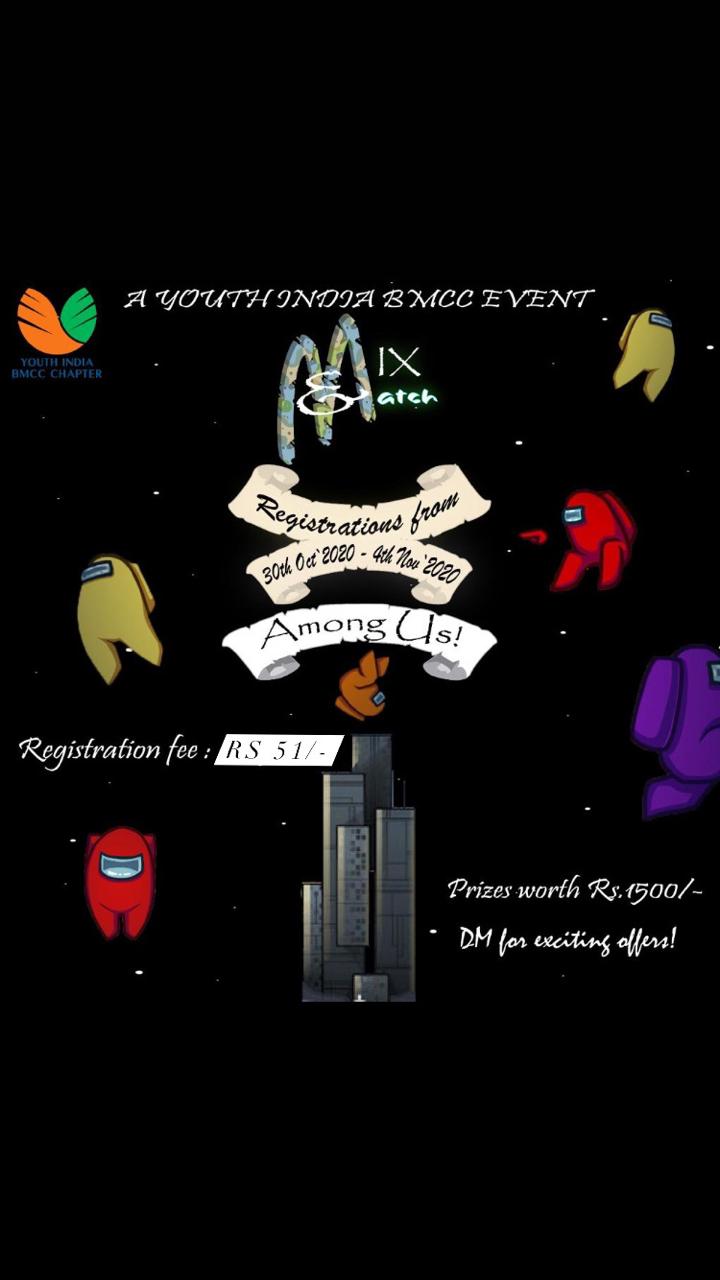 A YOUTH INDIA BMCC EVENT
YOUTH INDIA
BMCC CHAPTER
MIX
& Match
Registrations from
30th Oct`2020 - 4th Nov`2020
Among Us!
Registration fee : RS 51/-
Prizes worth Rs.1500/-
DM for exciting offers!